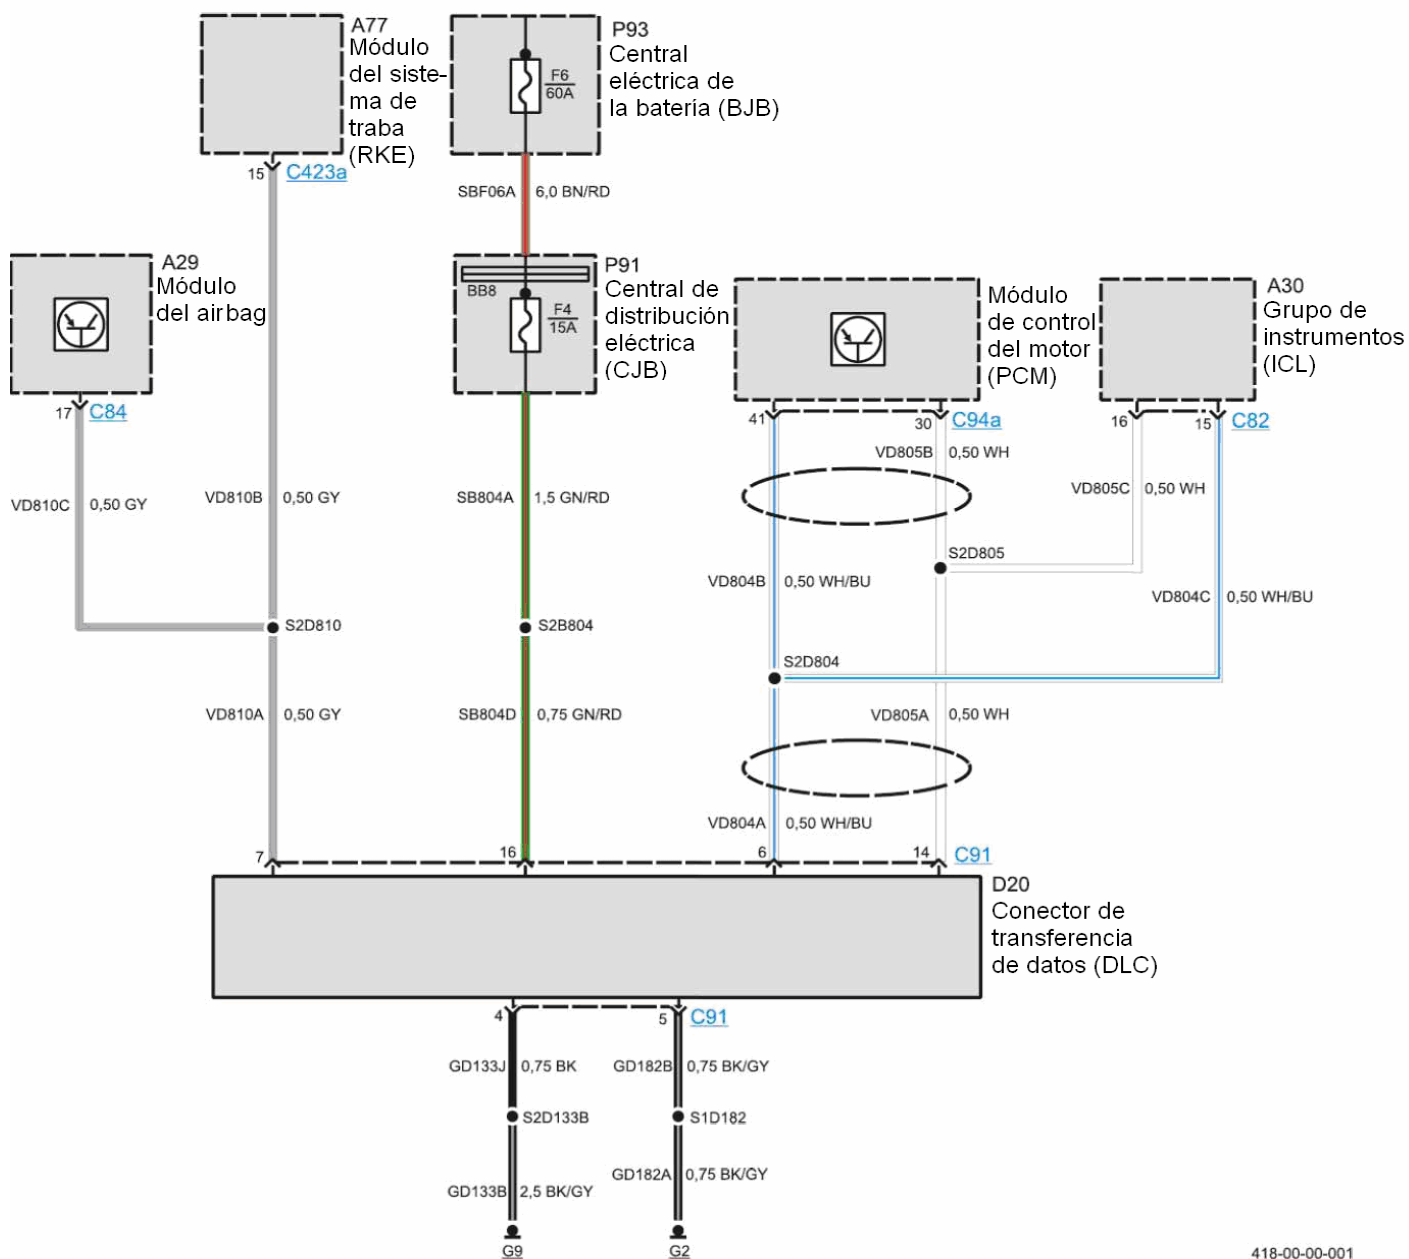 A77
Módulo
del siste-
ma de
traba
(RKE)
15
C423a
P93
Central
eléctrica de
la batería (BJB)
F6
60A
SBF06A
6,0 BN/RD
A29
Módulo
del airbag
17
C84
P91
Central de
distribución
eléctrica
(CJB)
BB8
F4
15A
Módulo
de control
del motor
(PCM)
41
30
C94a
A30
Grupo de
instrumentos
(ICL)
16
15
C82
VD805B
0,50 WH
VD810C
0,50 GY
VD810B
0,50 GY
SB804A
1,5 GN/RD
VD805C
0,50 WH
S2D805
VD804B
0,50 WH/BU
VD804C
0,50 WH/BU
S2D810
S2B804
S2D804
VD810A
0,50 GY
SB804D
0,75 GN/RD
VD805A
0,50 WH
VD804A
0,50 WH/BU
7
16
6
14
C91
D20
Conector de
transferencia
de datos (DLC)
4
5
C91
GD133J
0,75 BK
GD182B
0,75 BK/GY
S2D133B
S1D182
GD133B
2,5 BK/GY
GD182A
0,75 BK/GY
G9
G2
418-00-00-001